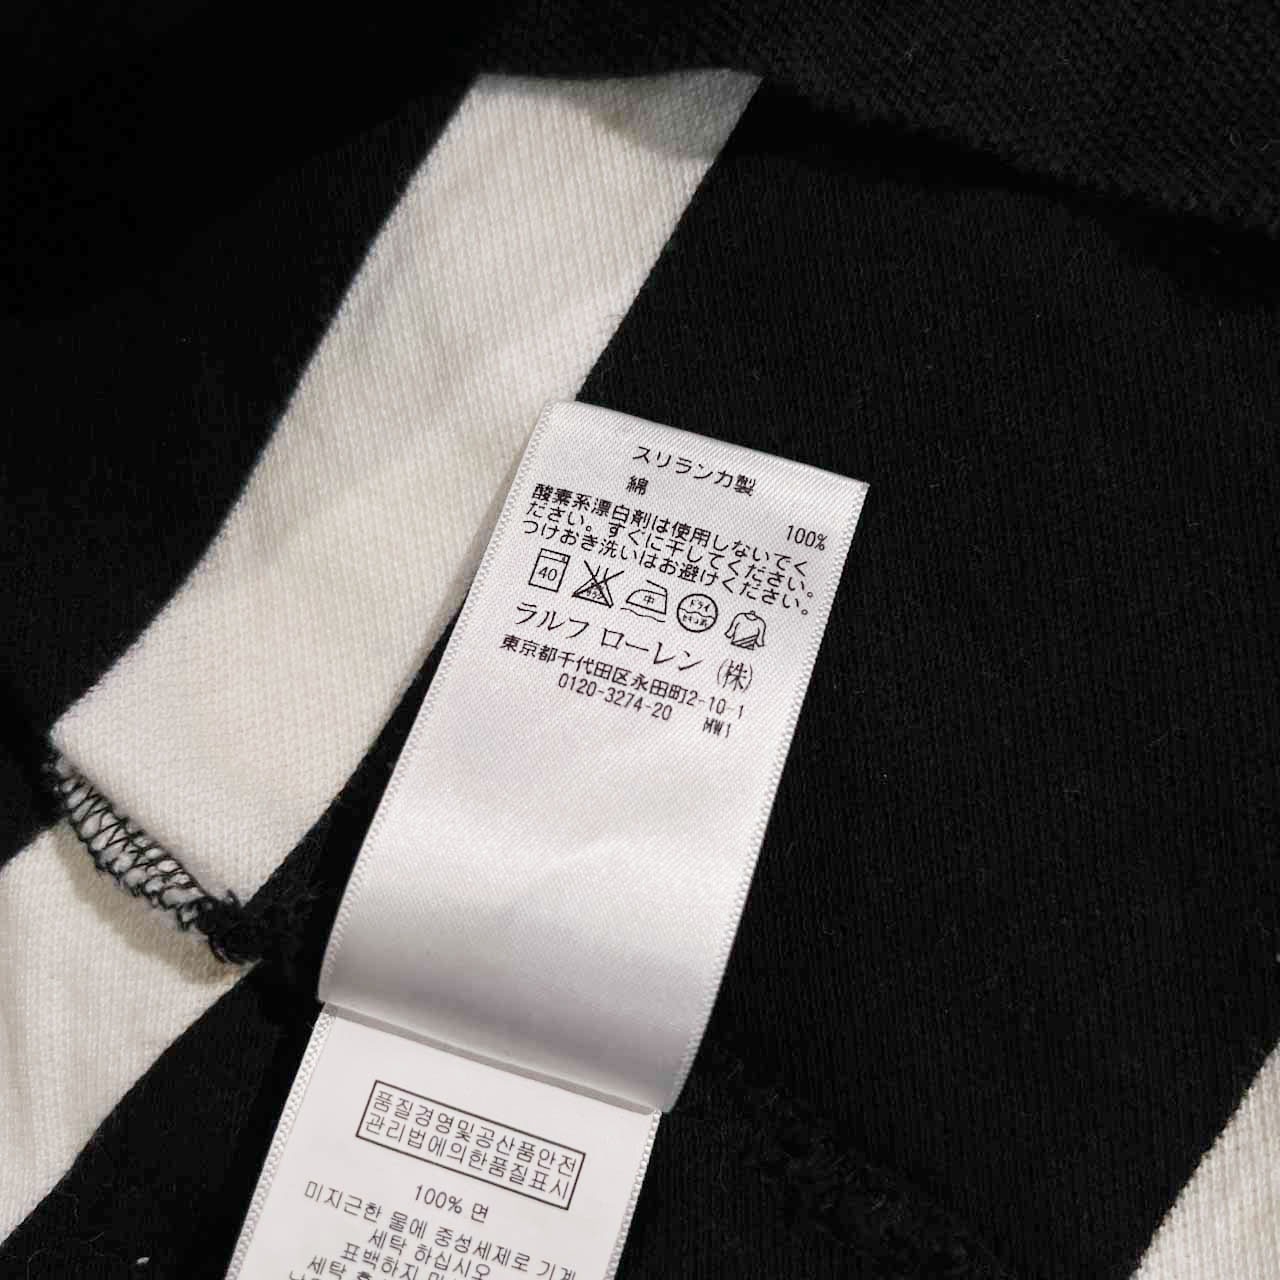 スリランカ製
綿 100%
酸素系漂白剤は使用しないでく
ださい。すぐに干してください。
つけおき洗いはお避けください。
40 中 ドライ
ラルフ ローレン (株)
東京都千代田区永田町2-10-1
0120-3274-20 MW1
품질경영및공산품안전
관리법에의한품질표시
100% 면
미지근한 물에 중성세제로 기계
세탁 하십시오
표백하지
세탁